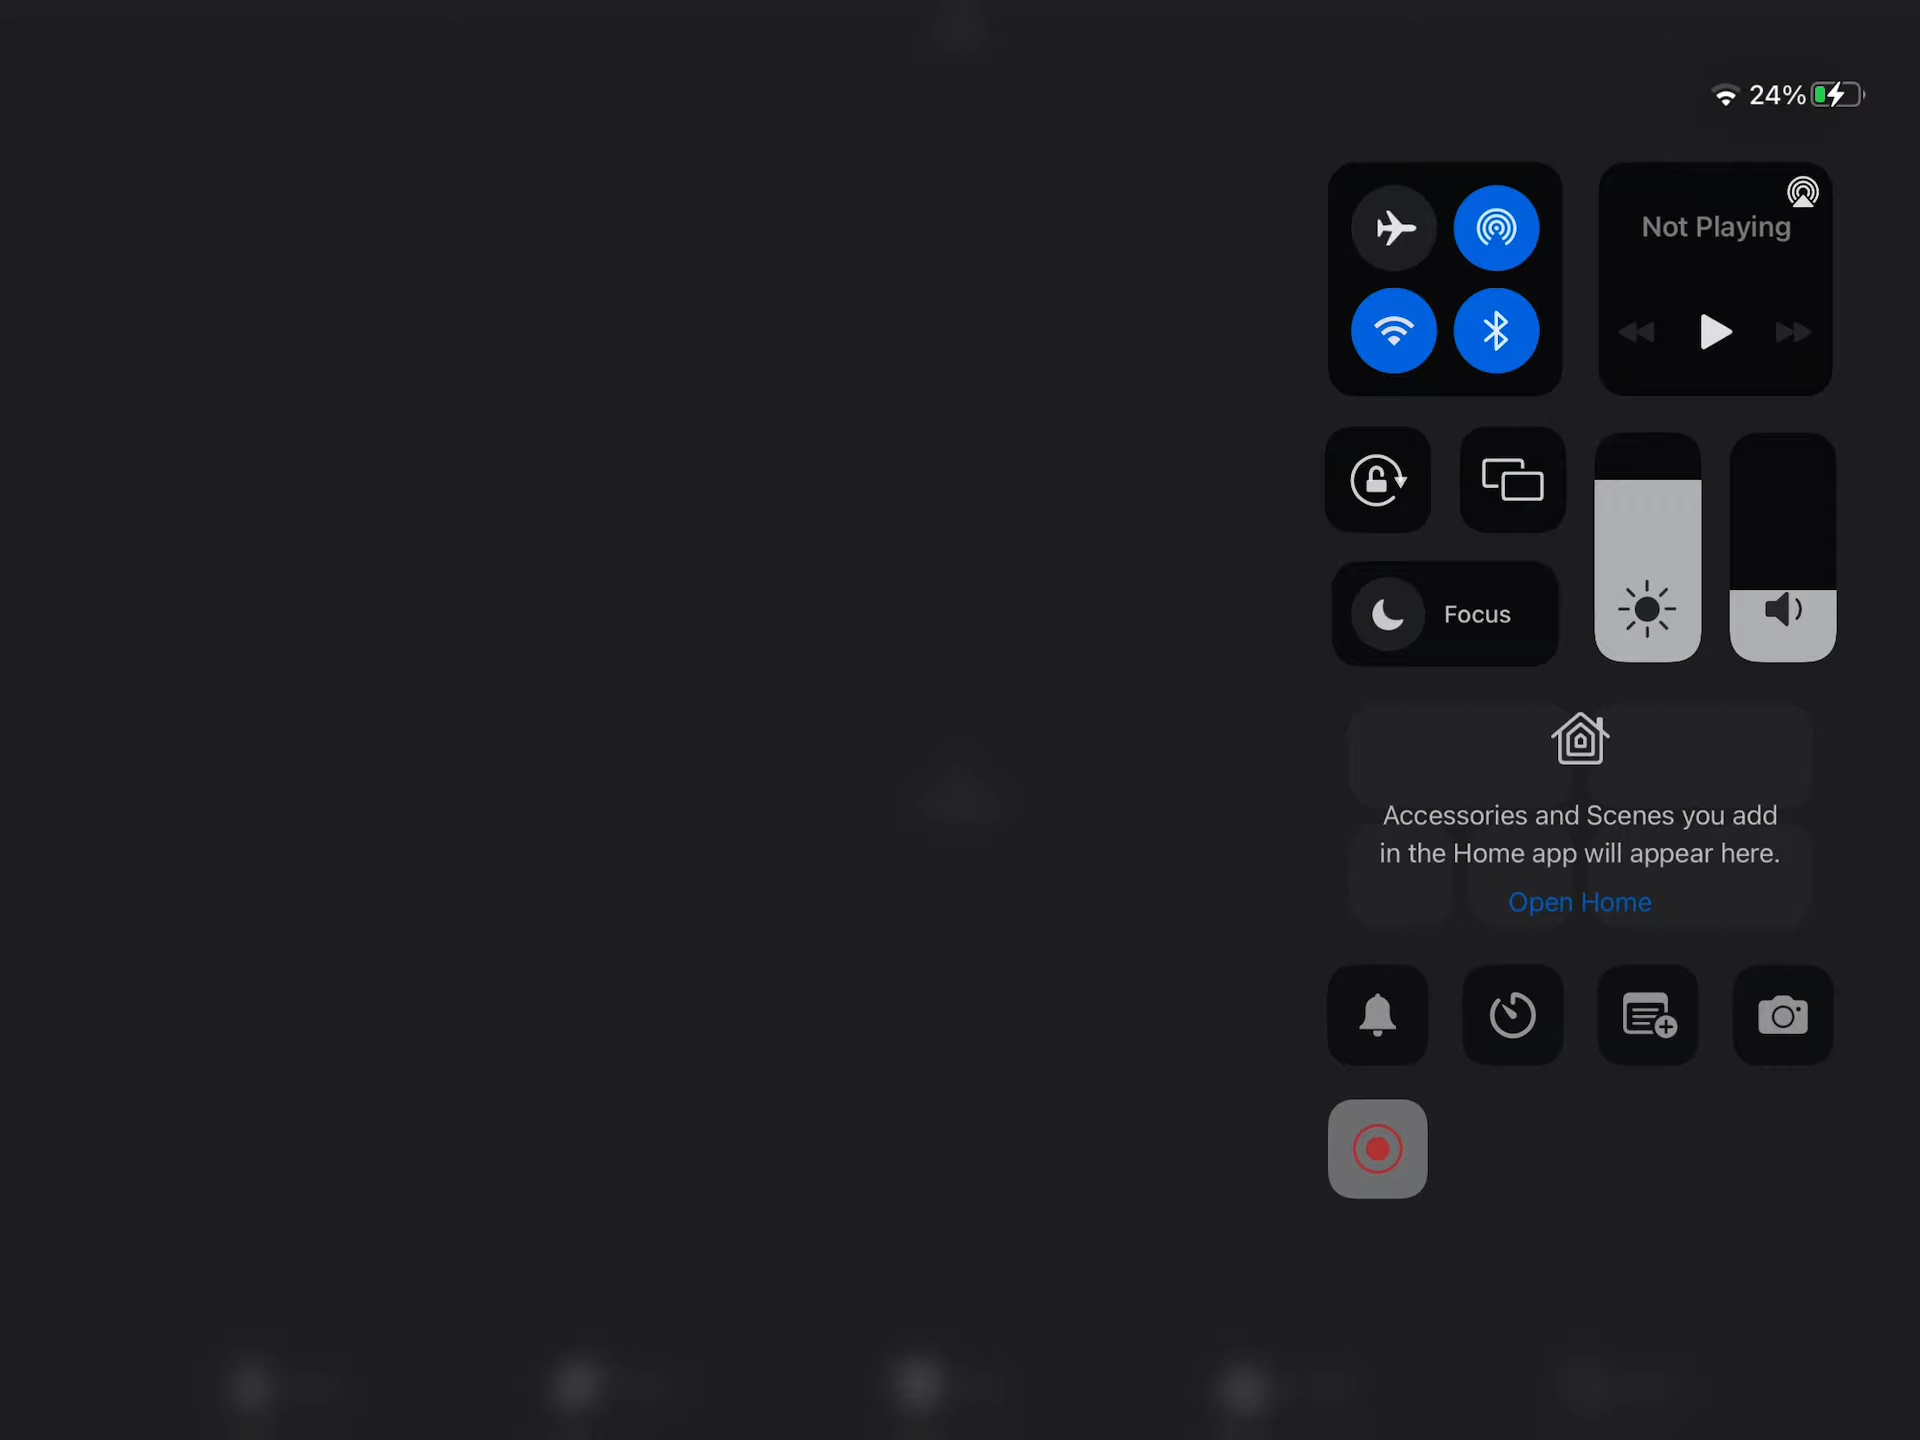 24%
Not Playing
Focus
Accessories and Scenes you add
in the Home app will appear here.
Open Home